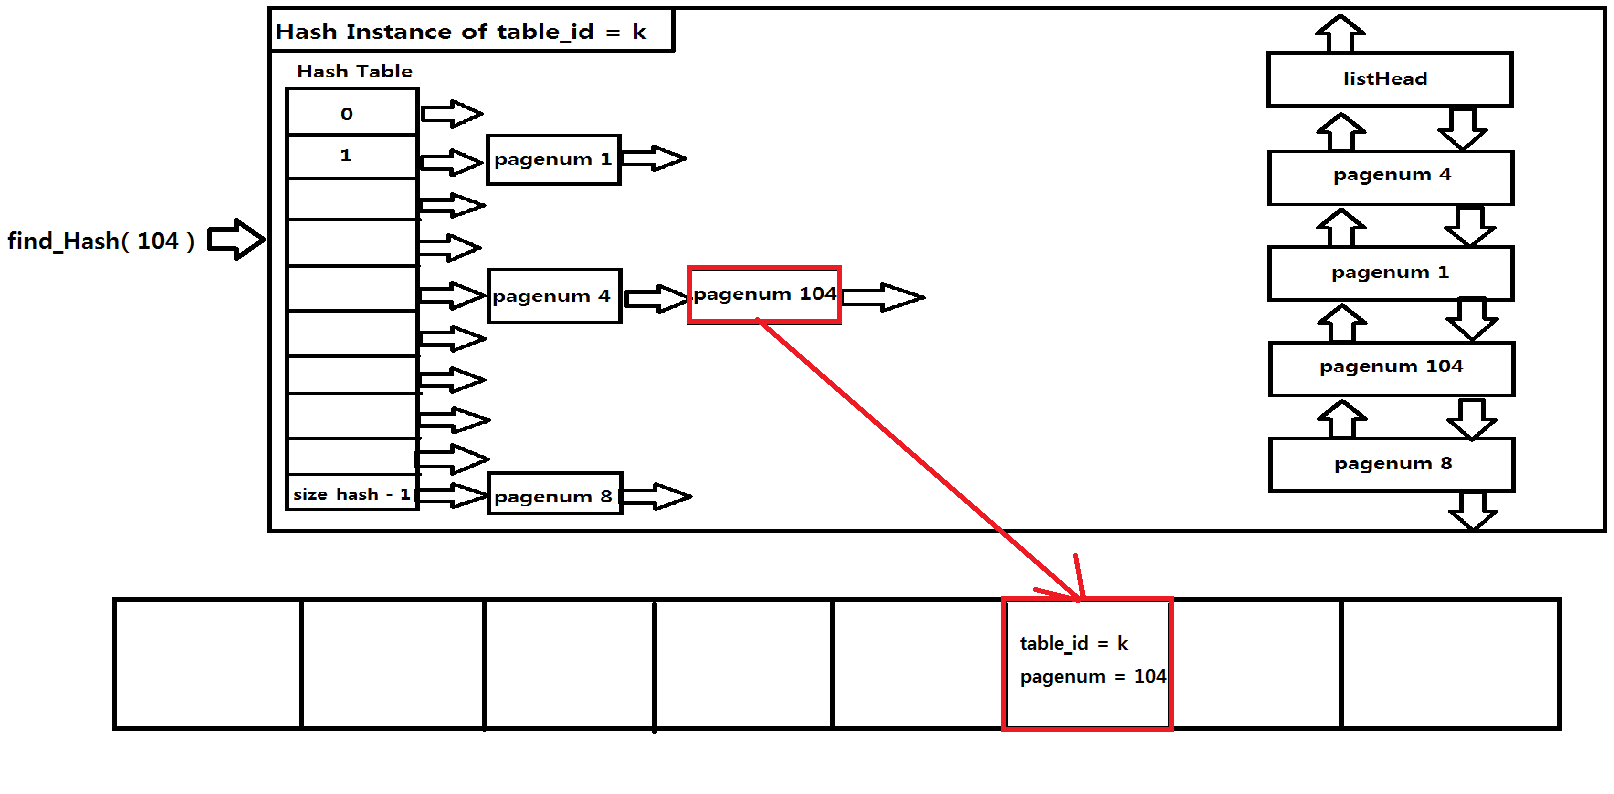 Hash Instance of table_id = k
Hash Table
0
1
size hash - 1
find_Hash( 104 )
pagenum 1
pagenum 4
pagenum 104
pagenum 8
listHead
pagenum 4
pagenum 1
pagenum 104
pagenum 8
table_id = k
pagenum = 104